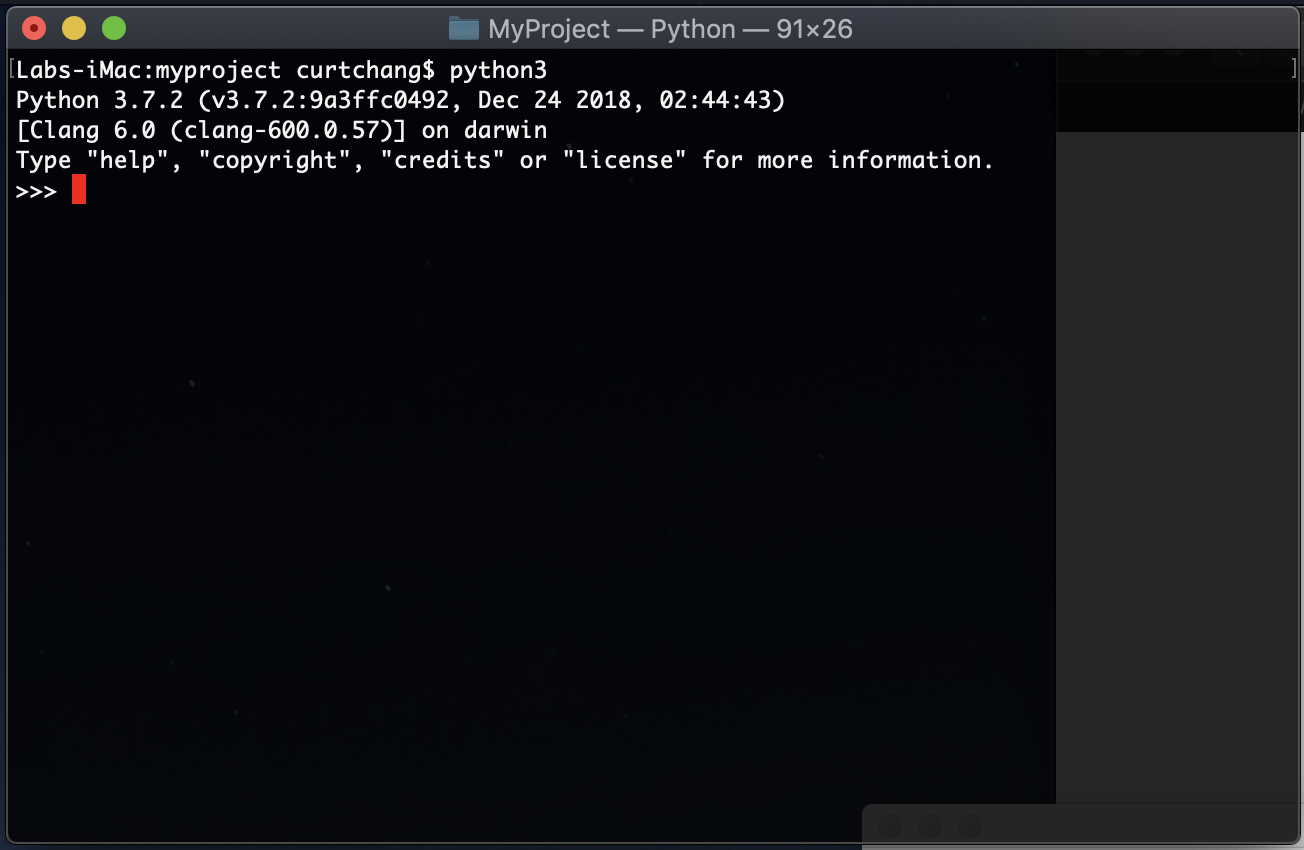 MyProject — Python — 91×26
[Labs-iMac:myproject curtchang$ python3 ]
Python 3.7.2 (v3.7.2:9a3ffc0492, Dec 24 2018, 02:44:43)
[Clang 6.0 (clang-600.0.57)] on darwin
Type "help", "copyright", "credits" or "license" for more information.
>>>